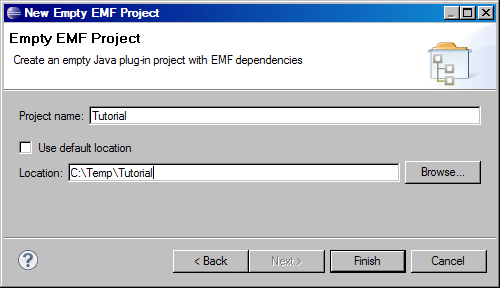 New Empty EMF Project
Empty EMF Project
Create an empty Java plug-in project with EMF dependencies
Project name: Tutorial
Use default location
Location: C:\Temp\Tutorial Browse...
? < Back Next > Finish Cancel